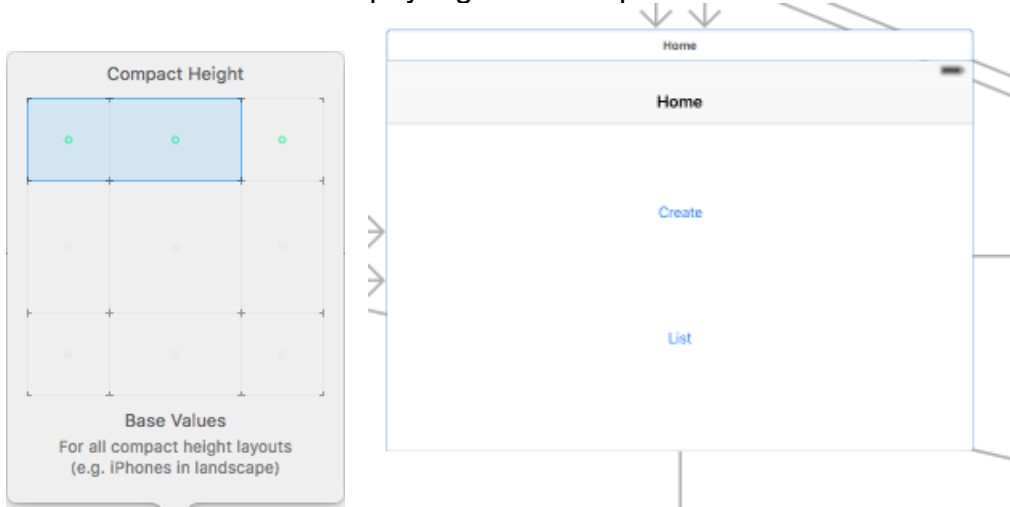 Compact Height
Base Values
For all compact height layouts
(e.g. iPhones in landscape)
Home
Home
Create
List